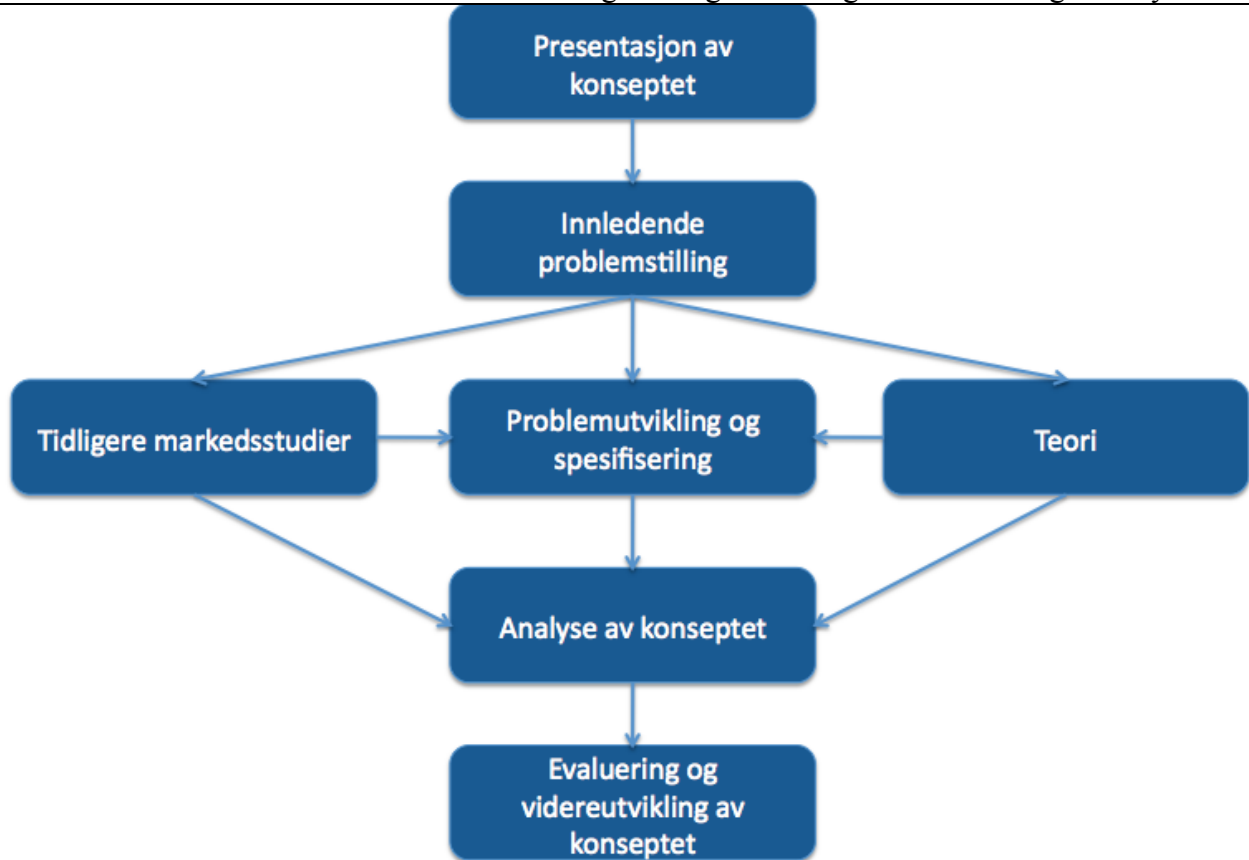 Presentasjon av
konseptet
Innledende
problemstilling
Tidligere markedsstudier
Problemutvikling og
spesifisering
Teori
Analyse av konseptet
Evaluering og
videreutvikling av
konseptet